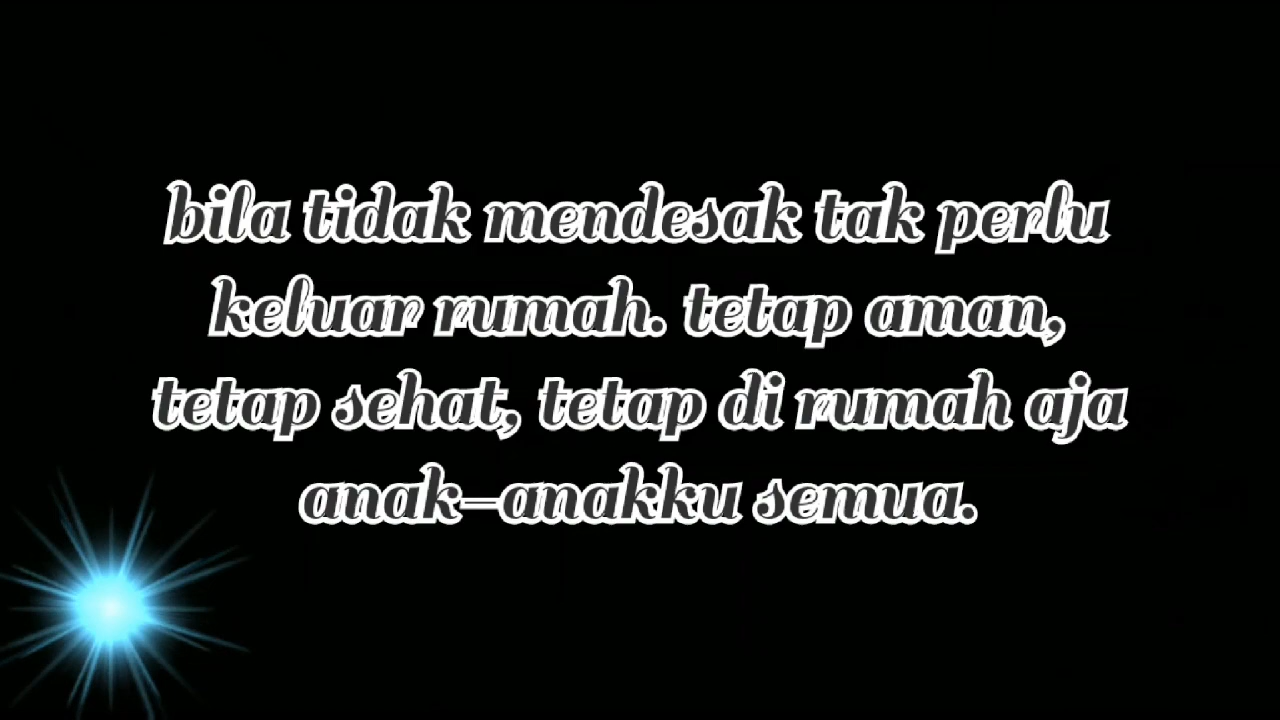 bila tidak mendesak tak perlu
keluar rumah. tetap aman,
tetap sehat, tetap di rumah aja
anak-anakku semua.